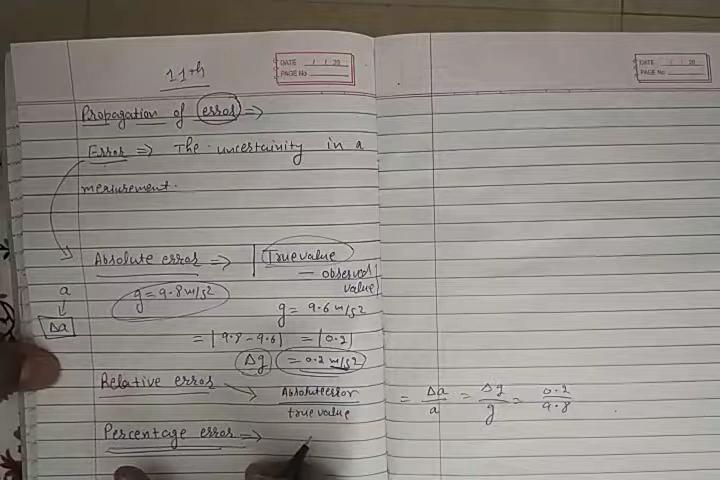 11th
DATE / / 20
PAGE No
DATE / / 20
PAGE No
Propagation of error ⇒
Error ⇒ The uncertainity in a
measurement.
Absolute error ⇒ | True value
— observed
value |
a
↓
Δa
g = 9.8 m/s2
g = 9.6 m/s2
= | 9.8 - 9.6 | = | 0.2 |
Δg = 0.2 m/s2
Relative error → Absolute error / true value = Δa/a = Δg/g = 0.2/9.8
Percentage error ⇒